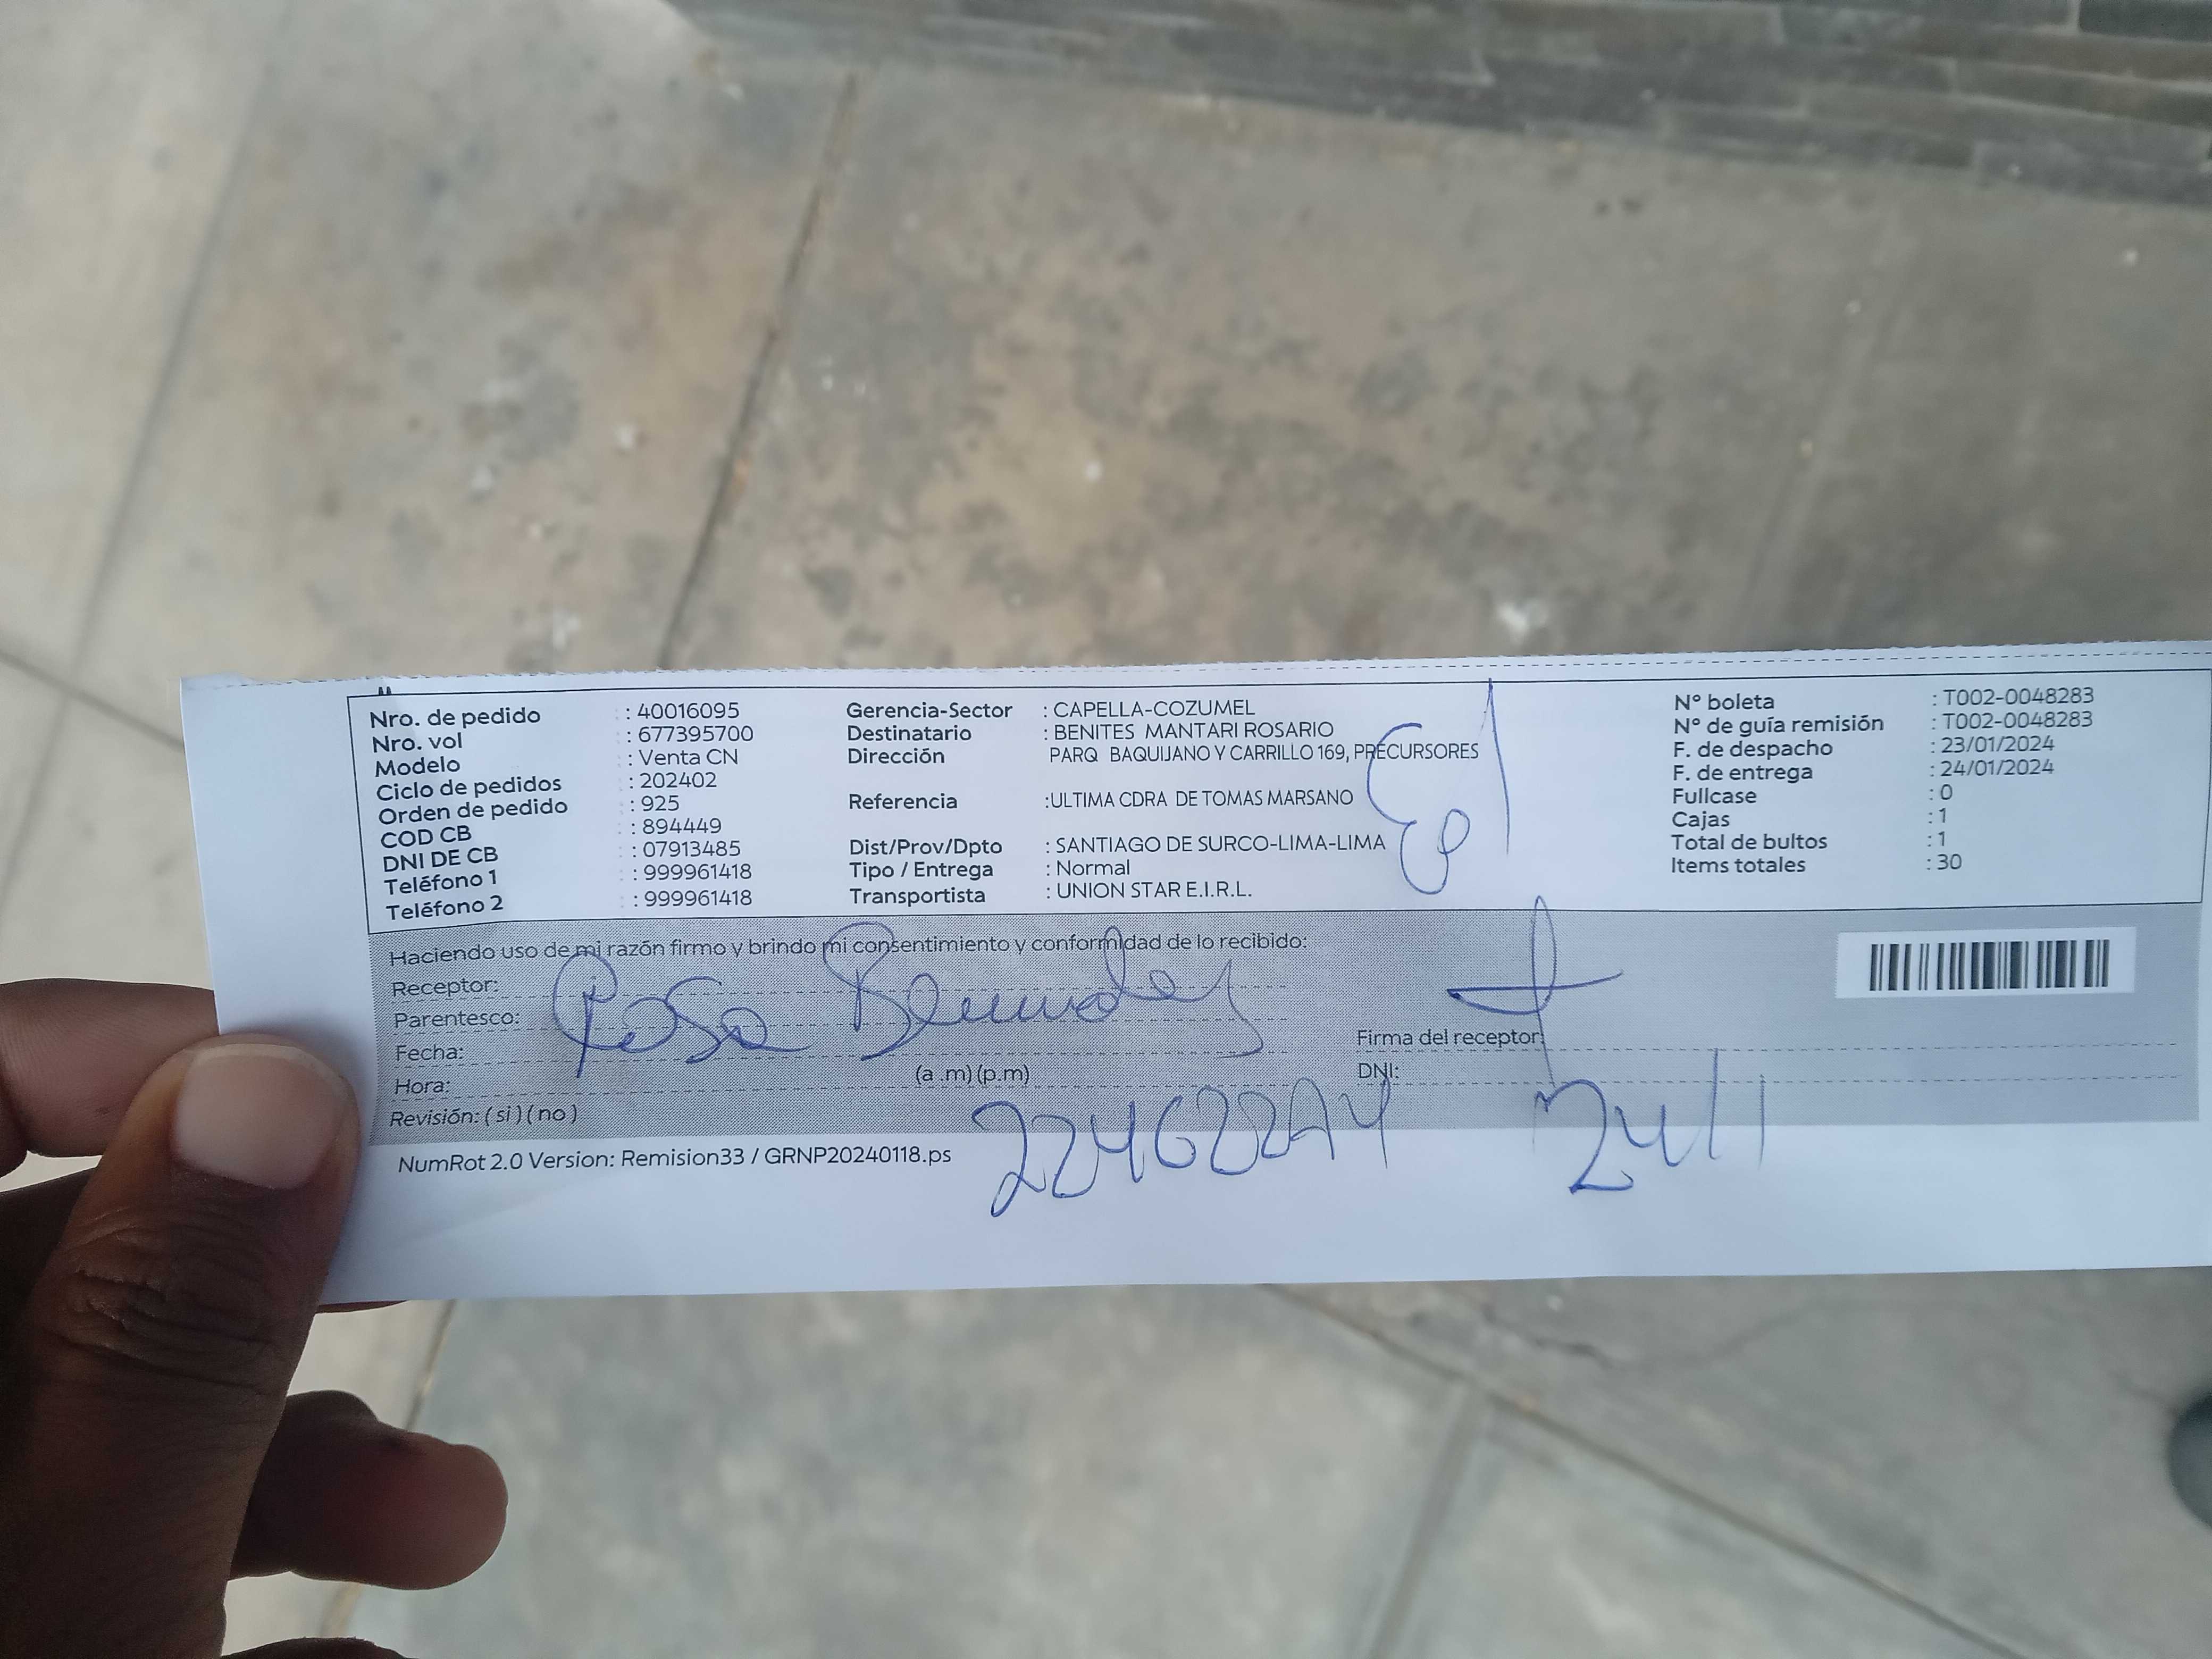 Nro. de pedido : 40016095
Nro. vol : 677395700
Modelo : Venta CN
Ciclo de pedidos : 202402
Orden de pedido : 925
COD CB : 894449
DNI DE CB : 07913485
Teléfono 1 : 999961418
Teléfono 2 : 999961418
Gerencia-Sector : CAPELLA-COZUMEL
Destinatario : BENITES MANTARI ROSARIO
Dirección PARQ BAQUIJANO Y CARRILLO 169, PRECURSORES
Referencia :ULTIMA CDRA DE TOMAS MARSANO
Dist/Prov/Dpto : SANTIAGO DE SURCO-LIMA-LIMA
Tipo / Entrega : Normal
Transportista : UNION STAR E.I.R.L.
N° boleta : T002-0048283
N° de guía remisión : T002-0048283
F. de despacho : 23/01/2024
F. de entrega : 24/01/2024
Fullcase : 0
Cajas : 1
Total de bultos : 1
Items totales : 30
Haciendo uso de mi razón firmo y brindo mi consentimiento y conformidad de lo recibido:
Receptor:
Parentesco:
Rosa
Fecha:
Firma del receptor:
Hora: (a .m) (p.m)
DNI:
Revisión: ( si ) ( no )
NumRot 2.0 Version: Remision33 / GRNP20240118.ps